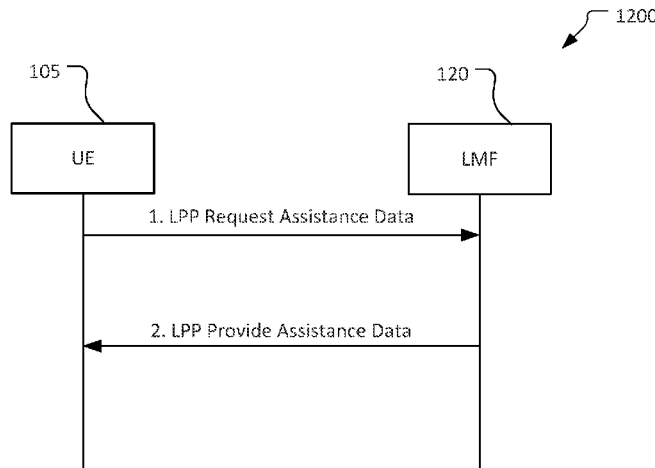 1200
105
120
UE
LMF
1. LPP Request Assistance Data
2. LPP Provide Assistance Data